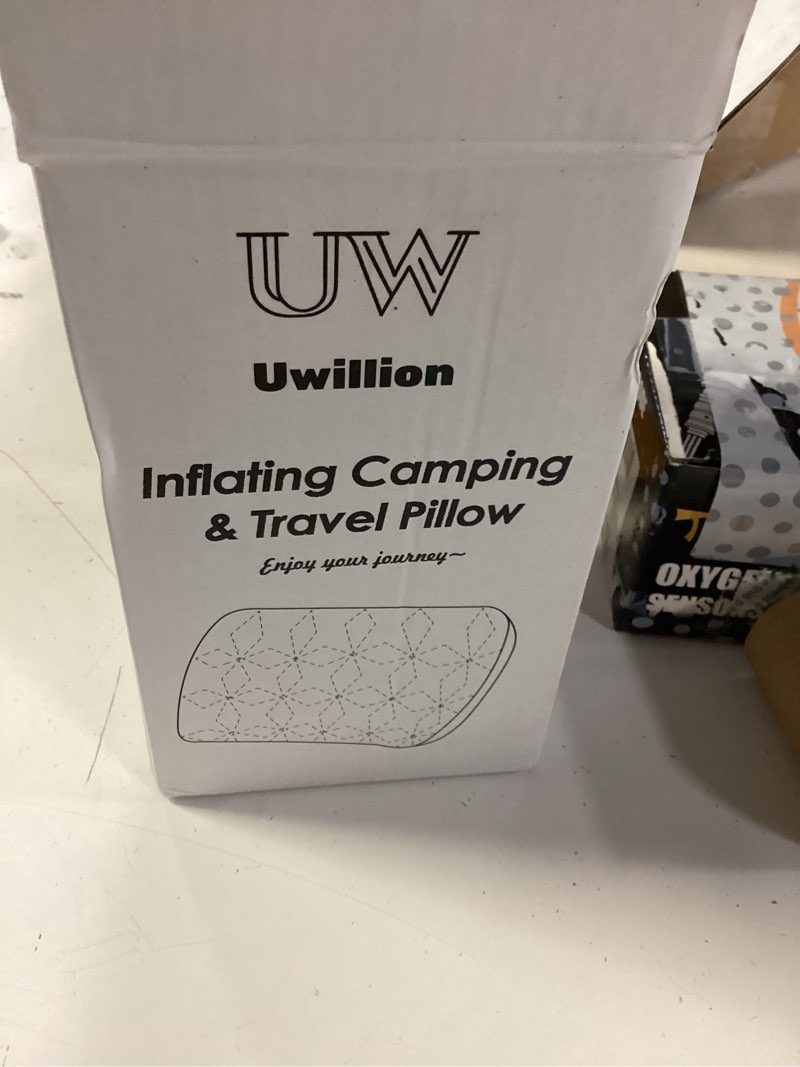 UW
Uwillion
Inflating Camping
& Travel Pillow
Enjoy your journey~